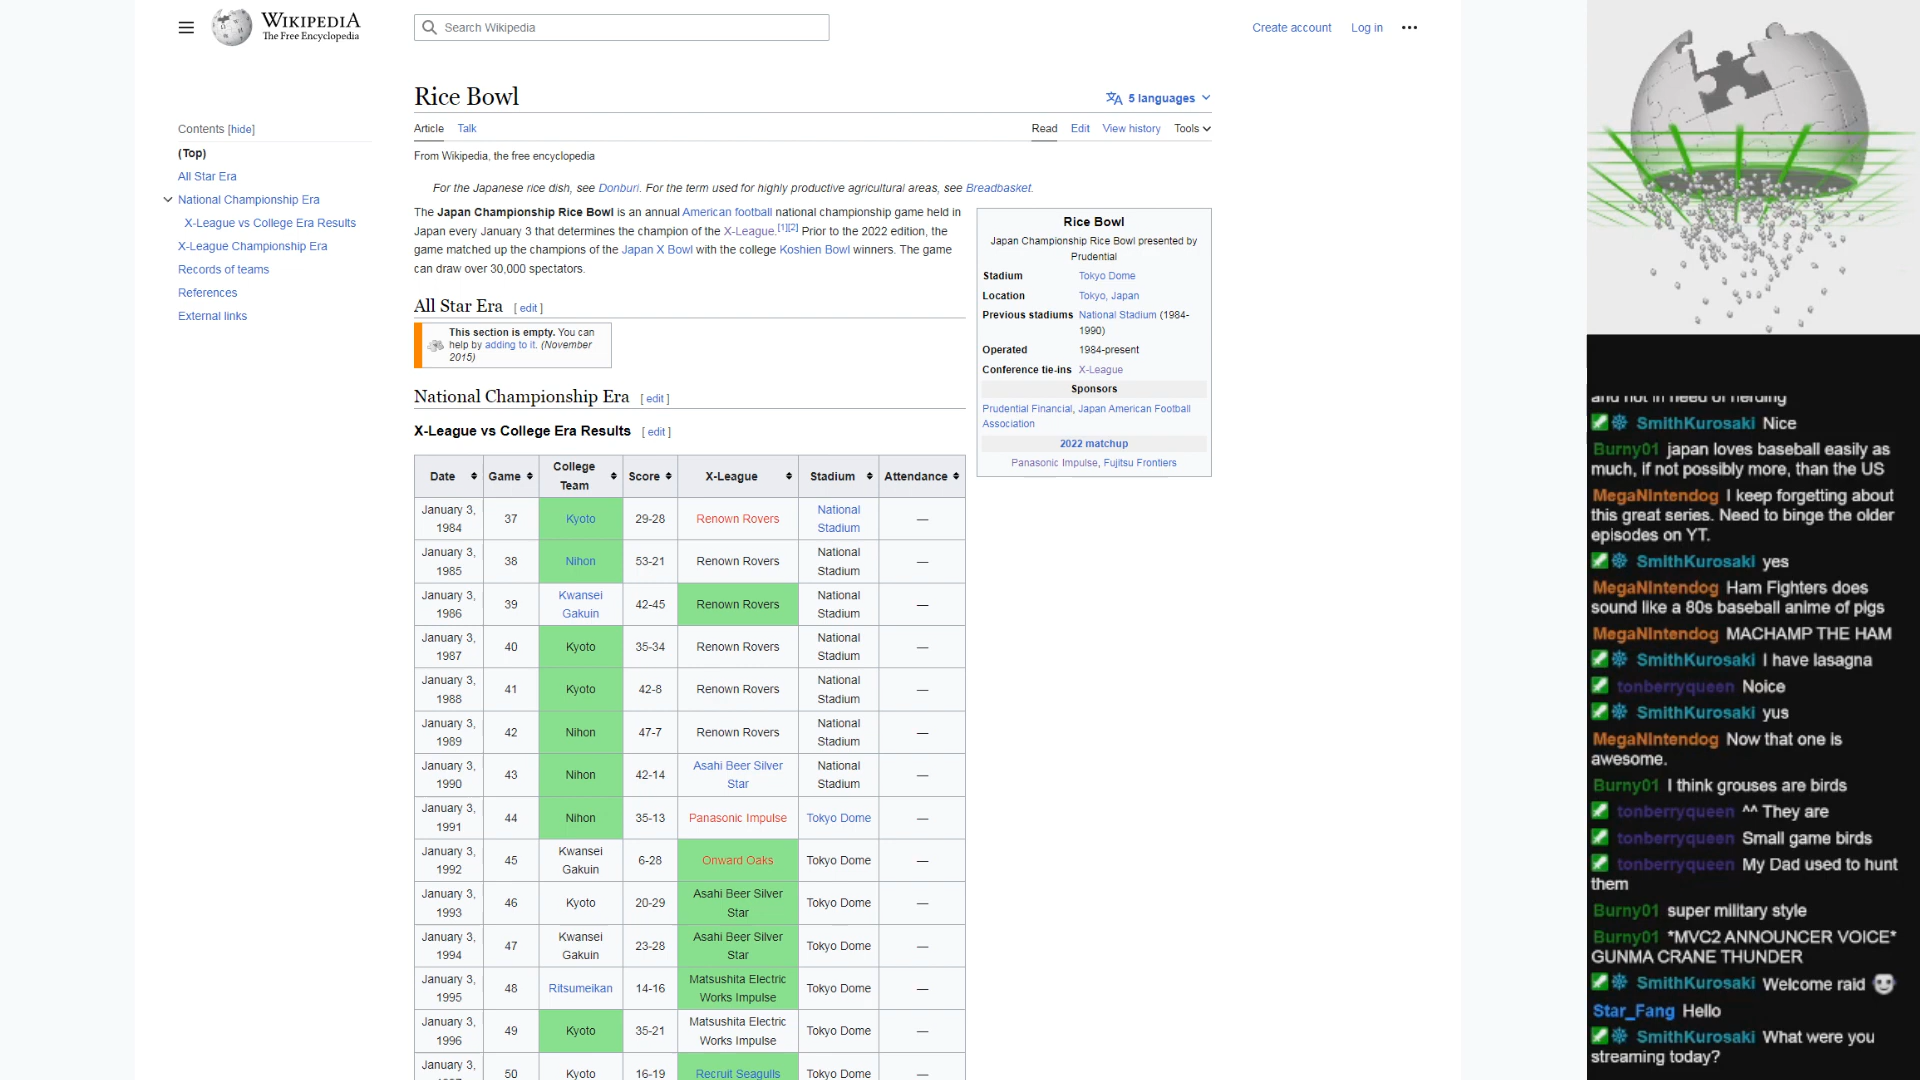 WIKIPEDIA
The Free Encyclopedia
Search Wikipedia
Create account
Log in
Contents [hide]
(Top)
All Star Era
National Championship Era
X-League vs College Era Results
X-League Championship Era
Records of teams
References
External links
Rice Bowl
5 languages
Article Talk
Read Edit View history Tools
From Wikipedia, the free encyclopedia
For the Japanese rice dish, see Donburi. For the term used for highly productive agricultural areas, see Breadbasket.
The Japan Championship Rice Bowl is an annual American football national championship game held in
Japan every January 3 that determines the champion of the X-League.[1][2] Prior to the 2022 edition, the
game matched up the champions of the Japan X Bowl with the college Koshien Bowl winners. The game
can draw over 30,000 spectators.
All Star Era [ edit ]
This section is empty. You can
help by adding to it. (November
2015)
National Championship Era [ edit ]
X-League vs College Era Results [ edit ]
Date Game College Team Score X-League Stadium Attendance
January 3, 1984 37 Kyoto 29-28 Renown Rovers National Stadium —
January 3, 1985 38 Nihon 53-21 Renown Rovers National Stadium —
January 3, 1986 39 Kwansei Gakuin 42-45 Renown Rovers National Stadium —
January 3, 1987 40 Kyoto 35-34 Renown Rovers National Stadium —
January 3, 1988 41 Kyoto 42-8 Renown Rovers National Stadium —
January 3, 1989 42 Nihon 47-7 Renown Rovers National Stadium —
January 3, 1990 43 Nihon 42-14 Asahi Beer Silver Star National Stadium —
January 3, 1991 44 Nihon 35-13 Panasonic Impulse Tokyo Dome —
January 3, 1992 45 Kwansei Gakuin 6-28 Onward Oaks Tokyo Dome —
January 3, 1993 46 Kyoto 20-29 Asahi Beer Silver Star Tokyo Dome —
January 3, 1994 47 Kwansei Gakuin 23-28 Asahi Beer Silver Star Tokyo Dome —
January 3, 1995 48 Ritsumeikan 14-16 Matsushita Electric Works Impulse Tokyo Dome —
January 3, 1996 49 Kyoto 35-21 Matsushita Electric Works Impulse Tokyo Dome —
January 3, 50 Kyoto 16-19 Recruit Seagulls Tokyo Dome —
Rice Bowl
Japan Championship Rice Bowl presented by
Prudential
Stadium Tokyo Dome
Location Tokyo, Japan
Previous stadiums National Stadium (1984-
1990)
Operated 1984-present
Conference tie-ins X-League
Sponsors
Prudential Financial, Japan American Football
Association
2022 matchup
Panasonic Impulse, Fujitsu Frontiers
and not in need of herding
SmithKurosaki Nice
Burny01 japan loves baseball easily as
much, if not possibly more, than the US
MegaNintendog I keep forgetting about
this great series. Need to binge the older
episodes on YT.
SmithKurosaki yes
MegaNintendog Ham Fighters does
sound like a 80s baseball anime of pigs
MegaNintendog MACHAMP THE HAM
SmithKurosaki I have lasagna
tonberryqueen Noice
SmithKurosaki yus
MegaNintendog Now that one is
awesome.
Burny01 I think grouses are birds
tonberryqueen ^^ They are
tonberryqueen Small game birds
tonberryqueen My Dad used to hunt
them
Burny01 super military style
Burny01 *MVC2 ANNOUNCER VOICE*
GUNMA CRANE THUNDER
SmithKurosaki Welcome raid
Star_Fang Hello
SmithKurosaki What were you
streaming today?